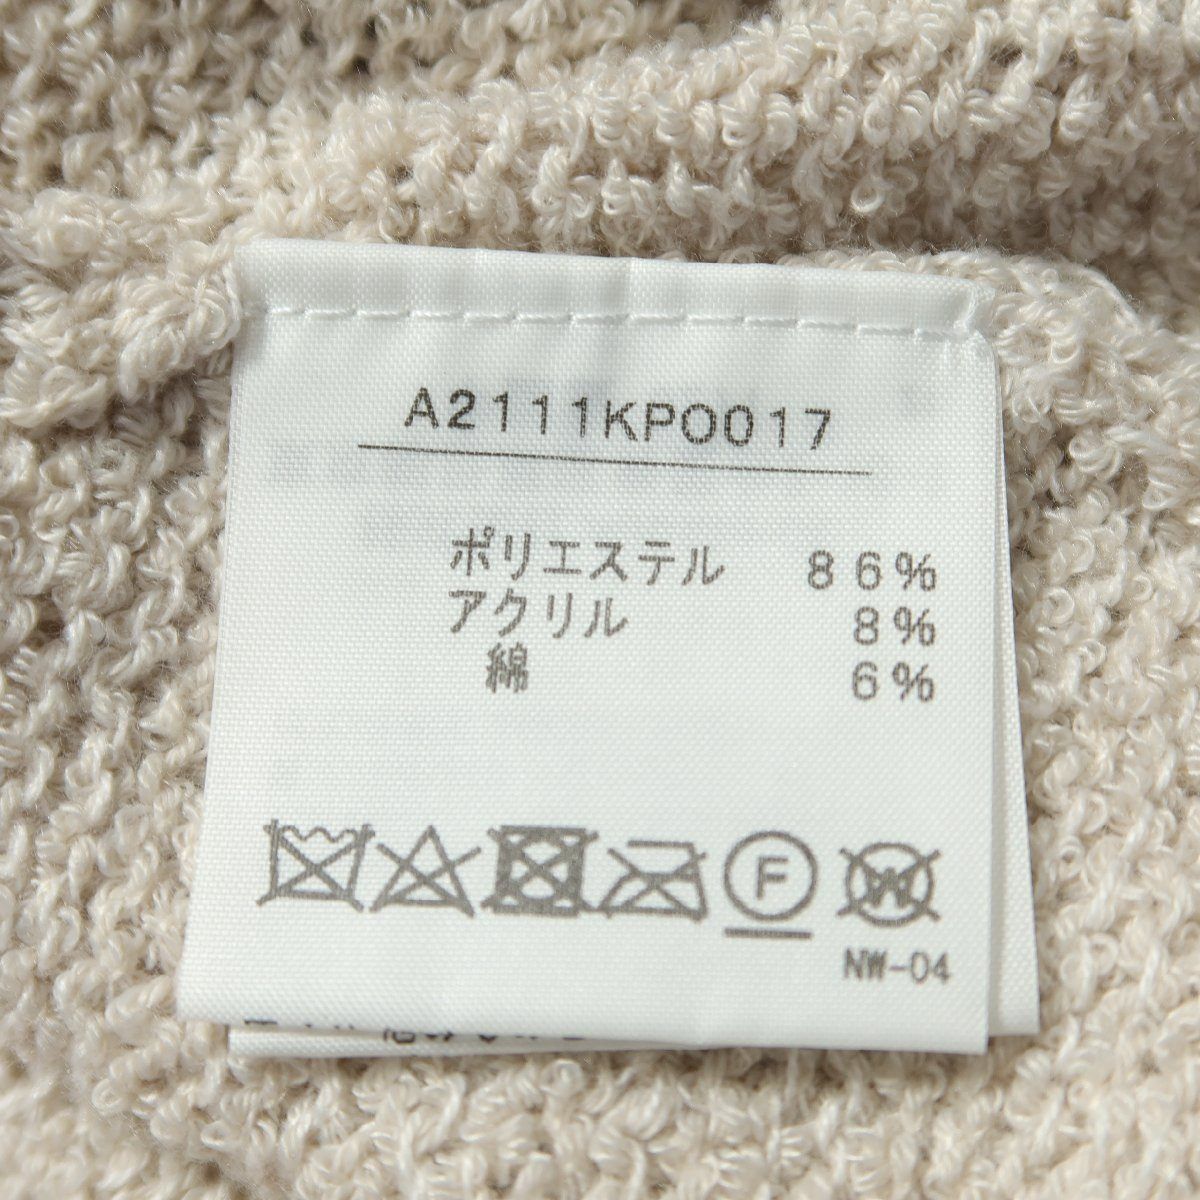 A2111KPO017
ポリエステル 86%
アクリル 8%
綿 6%
F W
NW-04